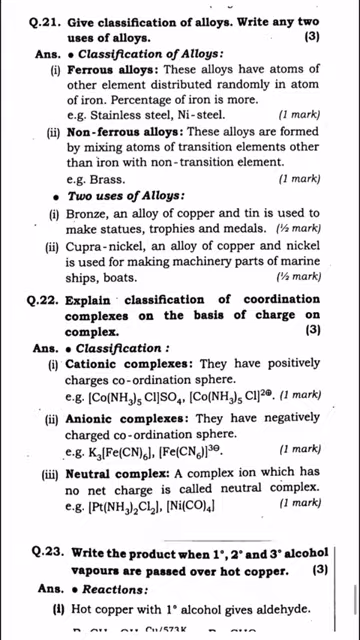 Q.21. Give classification of alloys. Write any two
uses of alloys. (3)
Ans. • Classification of Alloys:
(i) Ferrous alloys: These alloys have atoms of
other element distributed randomly in atom
of iron. Percentage of iron is more.
e.g. Stainless steel, Ni-steel. (1 mark)
(ii) Non-ferrous alloys: These alloys are formed
by mixing atoms of transition elements other
than iron with non-transition element.
e.g. Brass. (1 mark)
• Two uses of Alloys:
(i) Bronze, an alloy of copper and tin is used to
make statues, trophies and medals. (½ mark)
(ii) Cupra-nickel, an alloy of copper and nickel
is used for making machinery parts of marine
ships, boats. (½ mark)
Q.22. Explain classification of coordination
complexes on the basis of charge on
complex. (3)
Ans. • Classification :
(i) Cationic complexes: They have positively
charges co-ordination sphere.
e.g. [Co(NH₃)₅ Cl]SO₄, [Co(NH₃)₅ Cl]²⊕. (1 mark)
(ii) Anionic complexes: They have negatively
charged co-ordination sphere.
e.g. K₃[Fe(CN)₆], [Fe(CN₆)]³⊖. (1 mark)
(iii) Neutral complex: A complex ion which has
no net charge is called neutral complex.
e.g. [Pt(NH₃)₂Cl₂], [Ni(CO)₄] (1 mark)
Q.23. Write the product when 1°, 2° and 3° alcohol
vapours are passed over hot copper. (3)
Ans. • Reactions:
(i) Hot copper with 1° alcohol gives aldehyde.
Cu/573K